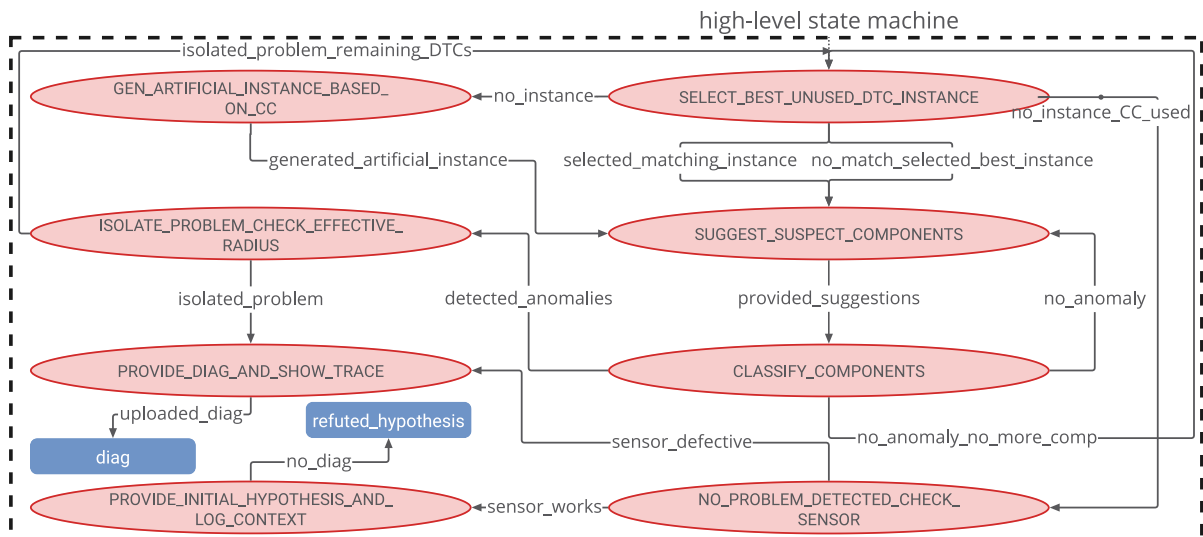 high-level state machine
isolated_problem_remaining_DTCs
GEN_ARTIFICIAL_INSTANCE_BASED_
ON_CC
no_instance
SELECT_BEST_UNUSED_DTC_INSTANCE
no_instance_CC_used
generated_artificial_instance
selected_matching_instance
no_match_selected_best_instance
ISOLATE_PROBLEM_CHECK_EFFECTIVE_
RADIUS
SUGGEST_SUSPECT_COMPONENTS
isolated_problem
detected_anomalies
provided_suggestions
no_anomaly
PROVIDE_DIAG_AND_SHOW_TRACE
CLASSIFY_COMPONENTS
uploaded_diag
refuted_hypothesis
sensor_defective
no_anomaly_no_more_comp
diag
no_diag
PROVIDE_INITIAL_HYPOTHESIS_AND_
LOG_CONTEXT
sensor_works
NO_PROBLEM_DETECTED_CHECK_
SENSOR